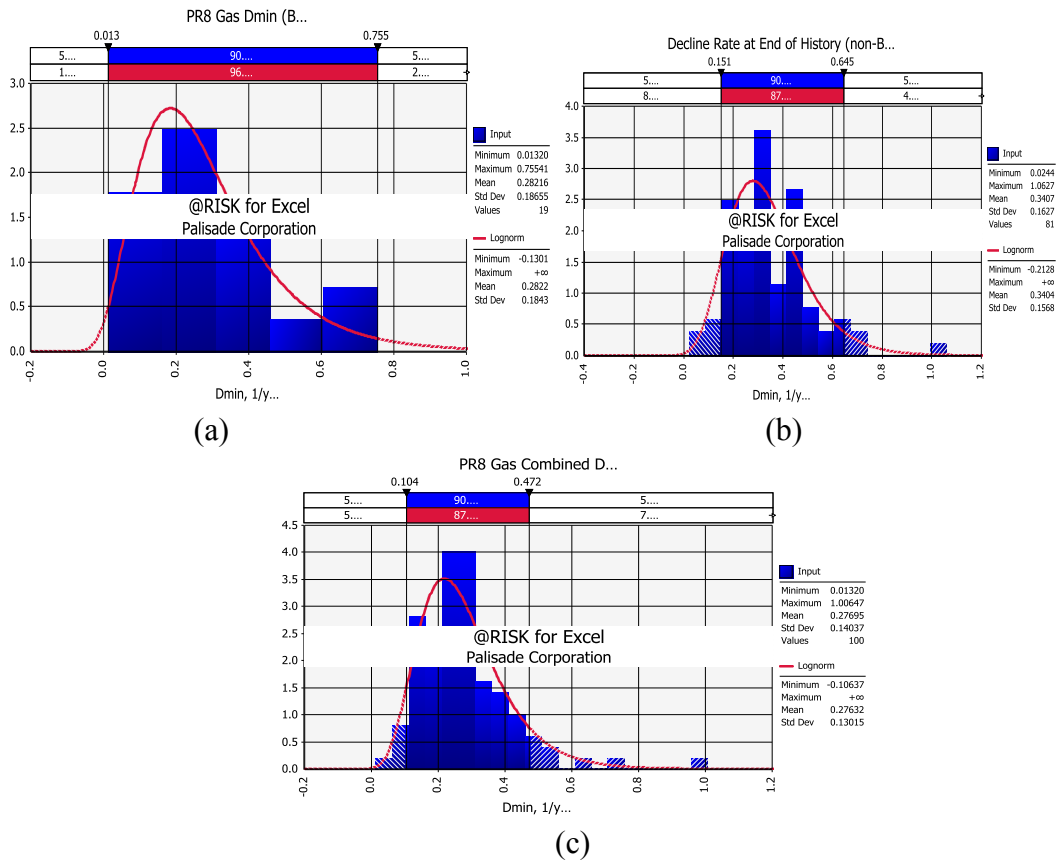 PR8 Gas Dmin (B...
0.013 0.755
5.... 90.... 5....
1.... 96.... 2....
3.0
2.5
2.0
1.5
1.0
0.5
0.0
-0.2 0.0 0.2 0.4 0.6 0.8 1.0
Dmin, 1/y...
@RISK for Excel
Palisade Corporation
Input
Minimum 0.01320
Maximum 0.75541
Mean 0.28216
Std Dev 0.18655
Values 19
Lognorm
Minimum -0.1301
Maximum +∞
Mean 0.2822
Std Dev 0.1843
(a)
Decline Rate at End of History (non-B...
0.151 0.645
5.... 90.... 5....
8.... 87.... 4....
4.0
3.5
3.0
2.5
2.0
1.5
1.0
0.5
0.0
-0.4 -0.2 0.0 0.2 0.4 0.6 0.8 1.0 1.2
Dmin, 1/y...
@RISK for Excel
Palisade Corporation
Input
Minimum 0.0244
Maximum 1.0627
Mean 0.3407
Std Dev 0.1627
Values 81
Lognorm
Minimum -0.2128
Maximum +∞
Mean 0.3404
Std Dev 0.1568
(b)
PR8 Gas Combined D...
0.104 0.472
5.... 90.... 5....
5.... 87.... 7....
4.5
4.0
3.5
3.0
2.5
2.0
1.5
1.0
0.5
0.0
-0.2 0.0 0.2 0.4 0.6 0.8 1.0 1.2
Dmin, 1/y...
@RISK for Excel
Palisade Corporation
Input
Minimum 0.01320
Maximum 1.00647
Mean 0.27695
Std Dev 0.14037
Values 100
Lognorm
Minimum -0.10637
Maximum +∞
Mean 0.27632
Std Dev 0.13015
(c)